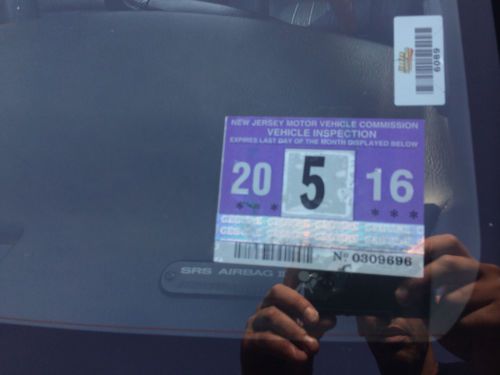 6089
NEW JERSEY MOTOR VEHICLE COMMISSION
VEHICLE INSPECTION
EXPIRES LAST DAY OF THE MONTH DISPLAYED BELOW
20 5 16
* * * * *
Nº 0309696
SRS AIRBAG